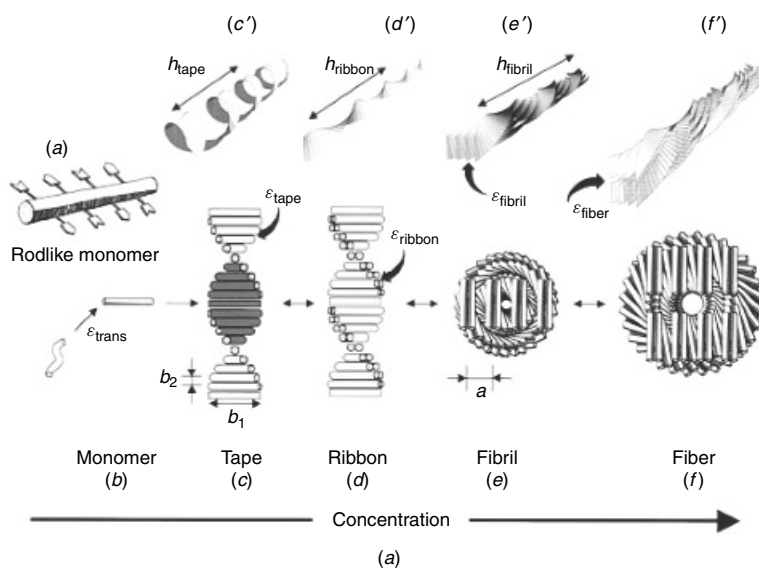 (c′) (d′) (e′) (f′)
h_tape h_ribbon h_fibril
(a)
ε_tape ε_fibril ε_fiber
Rodlike monomer
ε_ribbon
ε_trans
b_2
b_1 a
Monomer Tape Ribbon Fibril Fiber
(b) (c) (d) (e) (f)
Concentration
(a)